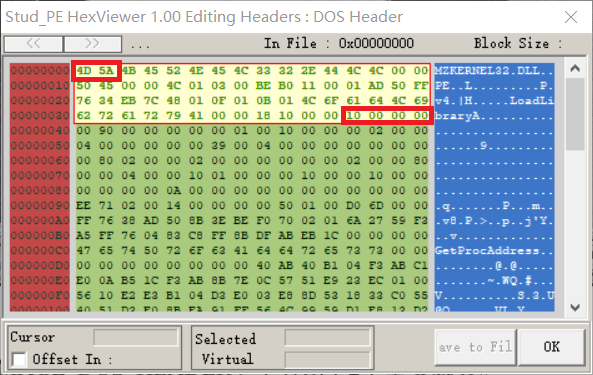 Stud_PE HexViewer 1.00 Editing Headers : DOS Header
<< >> ... In File : 0x00000000 Block Size :
00000000 4D 5A 4B 45 52 4E 45 4C 33 32 2E 44 4C 4C 00 00 MZKERNEL32.DLL..
00000010 50 45 00 00 4C 01 03 00 BE B0 11 00 01 AD 50 FF PE..L.........P.
00000020 76 34 EB 7C 48 01 0F 01 0B 01 4C 6F 61 64 4C 69 v4.|H.....LoadLi
00000030 62 72 61 72 79 41 00 00 18 10 00 00 10 00 00 00 braryA..........
00000040 00 90 00 00 00 00 01 00 10 00 00 00 02 00 00
00000050 04 00 00 00 00 00 39 00 04 00 00 00 00 00 00 00 ......9.........
00000060 00 80 02 00 00 02 00 00 00 00 00 00 02 00 00 80
00000070 00 00 04 00 00 10 01 00 00 00 10 00 00 10 00 00
00000080 00 00 00 00 0A 00 00 00 00 00 00 00 00 00 00 00
00000090 EE 71 02 00 14 00 00 00 00 50 01 00 D0 6D 00 00 .q.......P...m..
000000A0 FF 76 38 AD 50 8B 3E BE F0 70 02 01 6A 27 59 F3 .v8.P.>..p..j'Y.
000000B0 A5 FF 76 04 83 C8 FF 8B DF AB EB 1C 00 00 00 00 ..v.............
000000C0 47 65 74 50 72 6F 63 41 64 64 72 65 73 73 00 00 GetProcAddress..
000000D0 00 00 00 00 00 00 00 40 AB 40 B1 04 F3 AB C1 .......@.@......
000000E0 E0 0A B5 1C F3 AB 8B 7E 0C 57 51 E9 23 EC 01 00 .......~.WQ.#...
000000F0 56 10 E2 E3 B1 04 D3 E0 03 E8 8D 53 18 33 C0 55 V..........S.3.U
Cursor Selected
Offset In : Virtual
ave to Fil OK